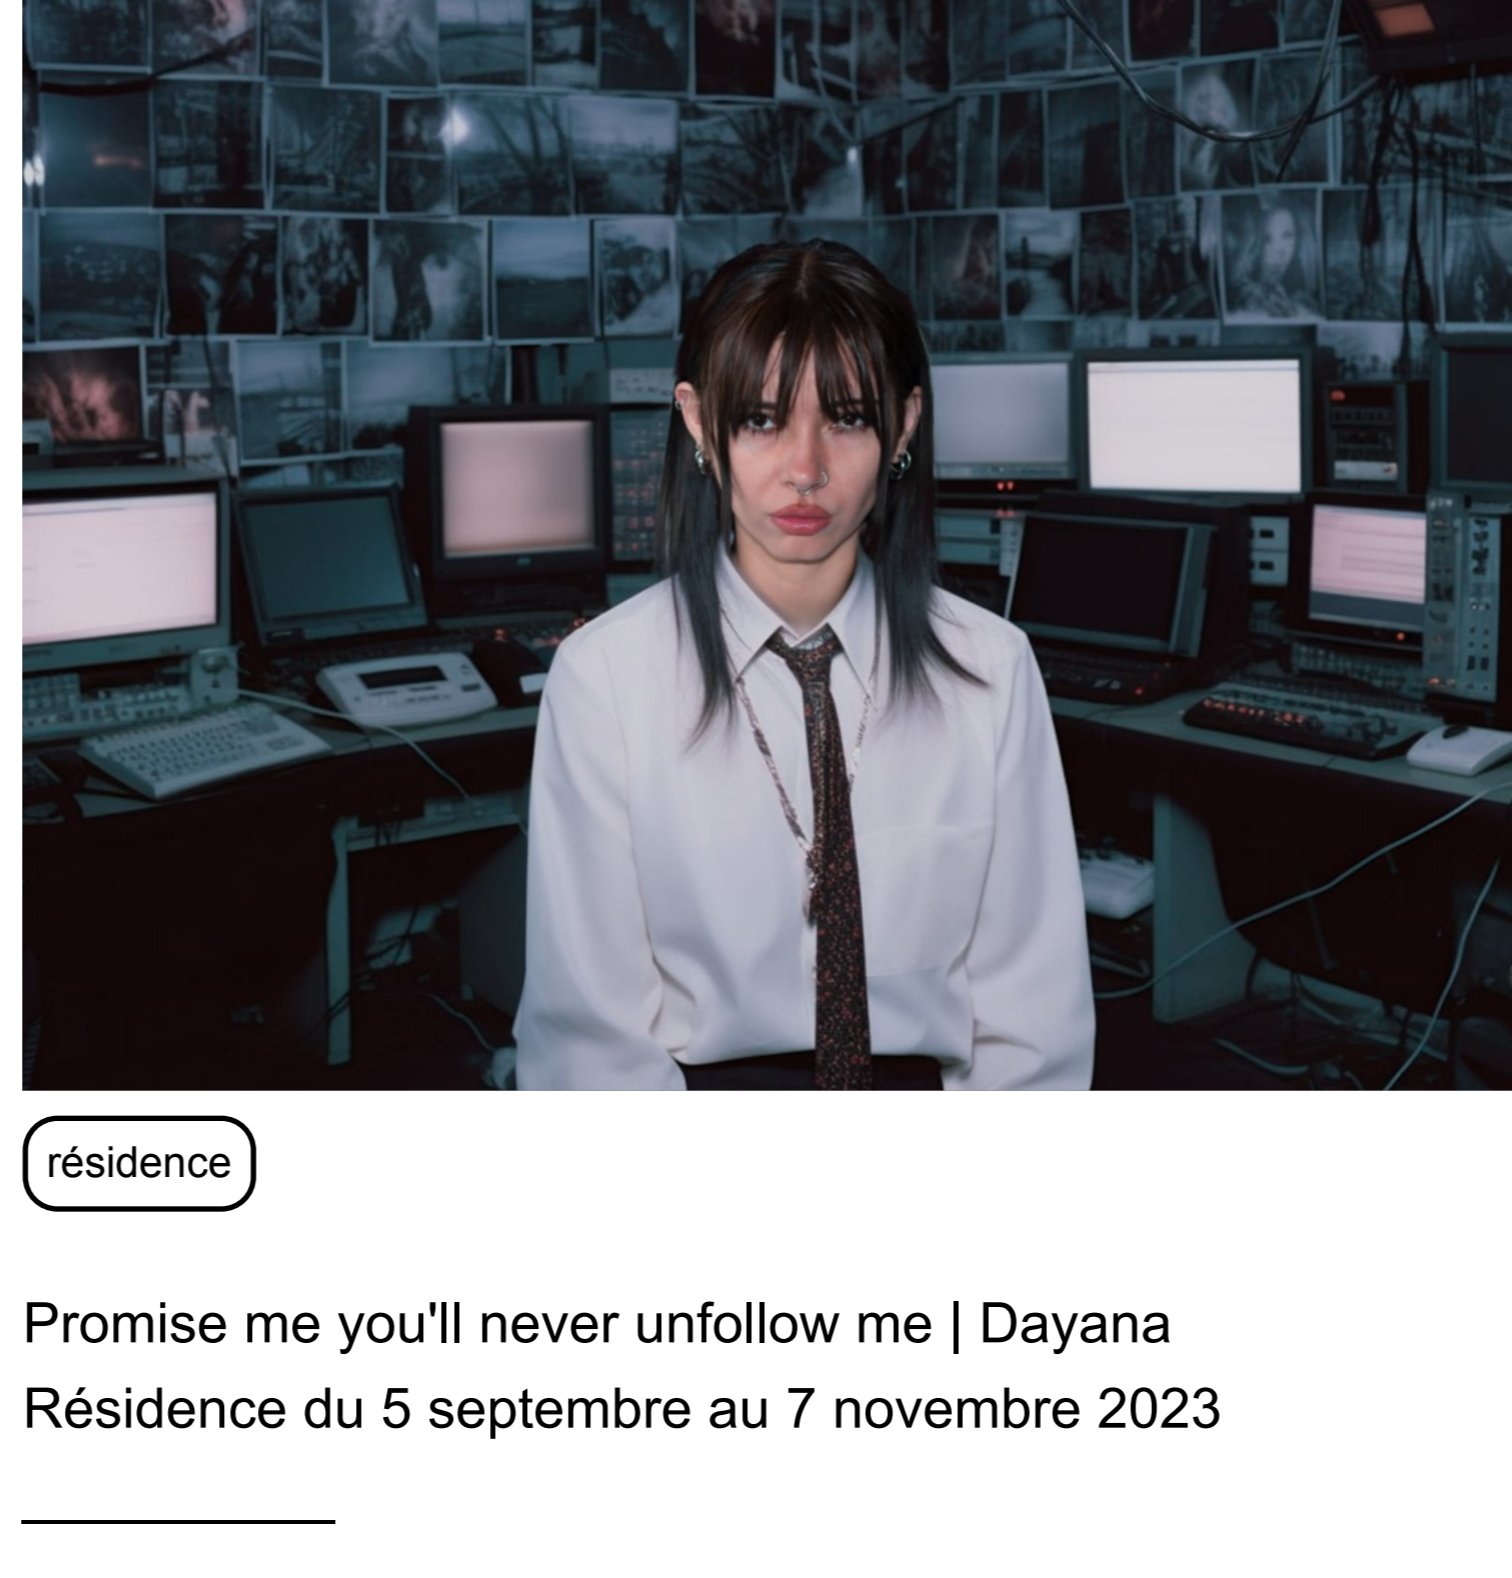 résidence
Promise me you'll never unfollow me | Dayana
Résidence du 5 septembre au 7 novembre 2023